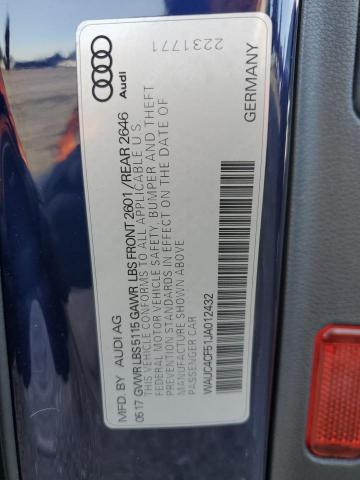 2231771
GERMANY
Audi
MFD. BY AUDI AG
06.17 GVWR LBS 5115 GAWR LBS FRONT 2601/REAR 2646
THIS VEHICLE CONFORMS TO ALL APPLICABLE U.S.
FEDERAL MOTOR VEHICLE SAFETY, BUMPER AND THEFT
PREVENTION STANDARDS IN EFFECT ON THE DATE OF
MANUFACTURE SHOWN ABOVE
PASSENGER CAR
WAUC4CF51JA012432